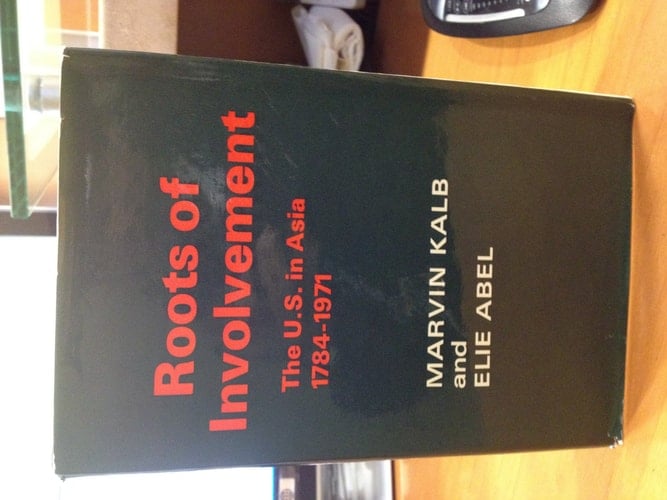 Roots of
Involvement
The U.S. in Asia
1784-1971
MARVIN KALB
and
ELIE ABEL